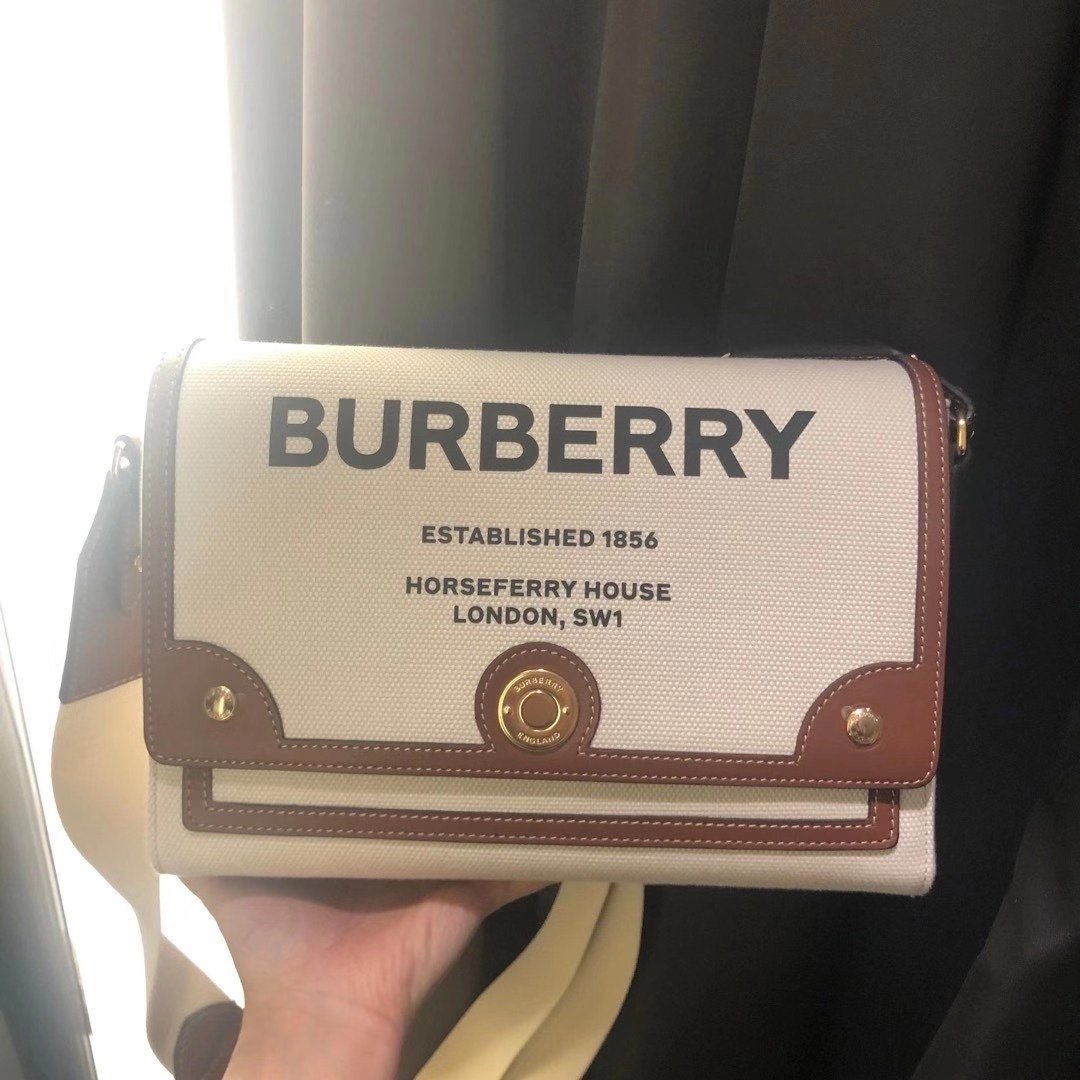 BURBERRY
ESTABLISHED 1856
HORSEFERRY HOUSE
LONDON, SW1
BURBERRY
ENGLAND